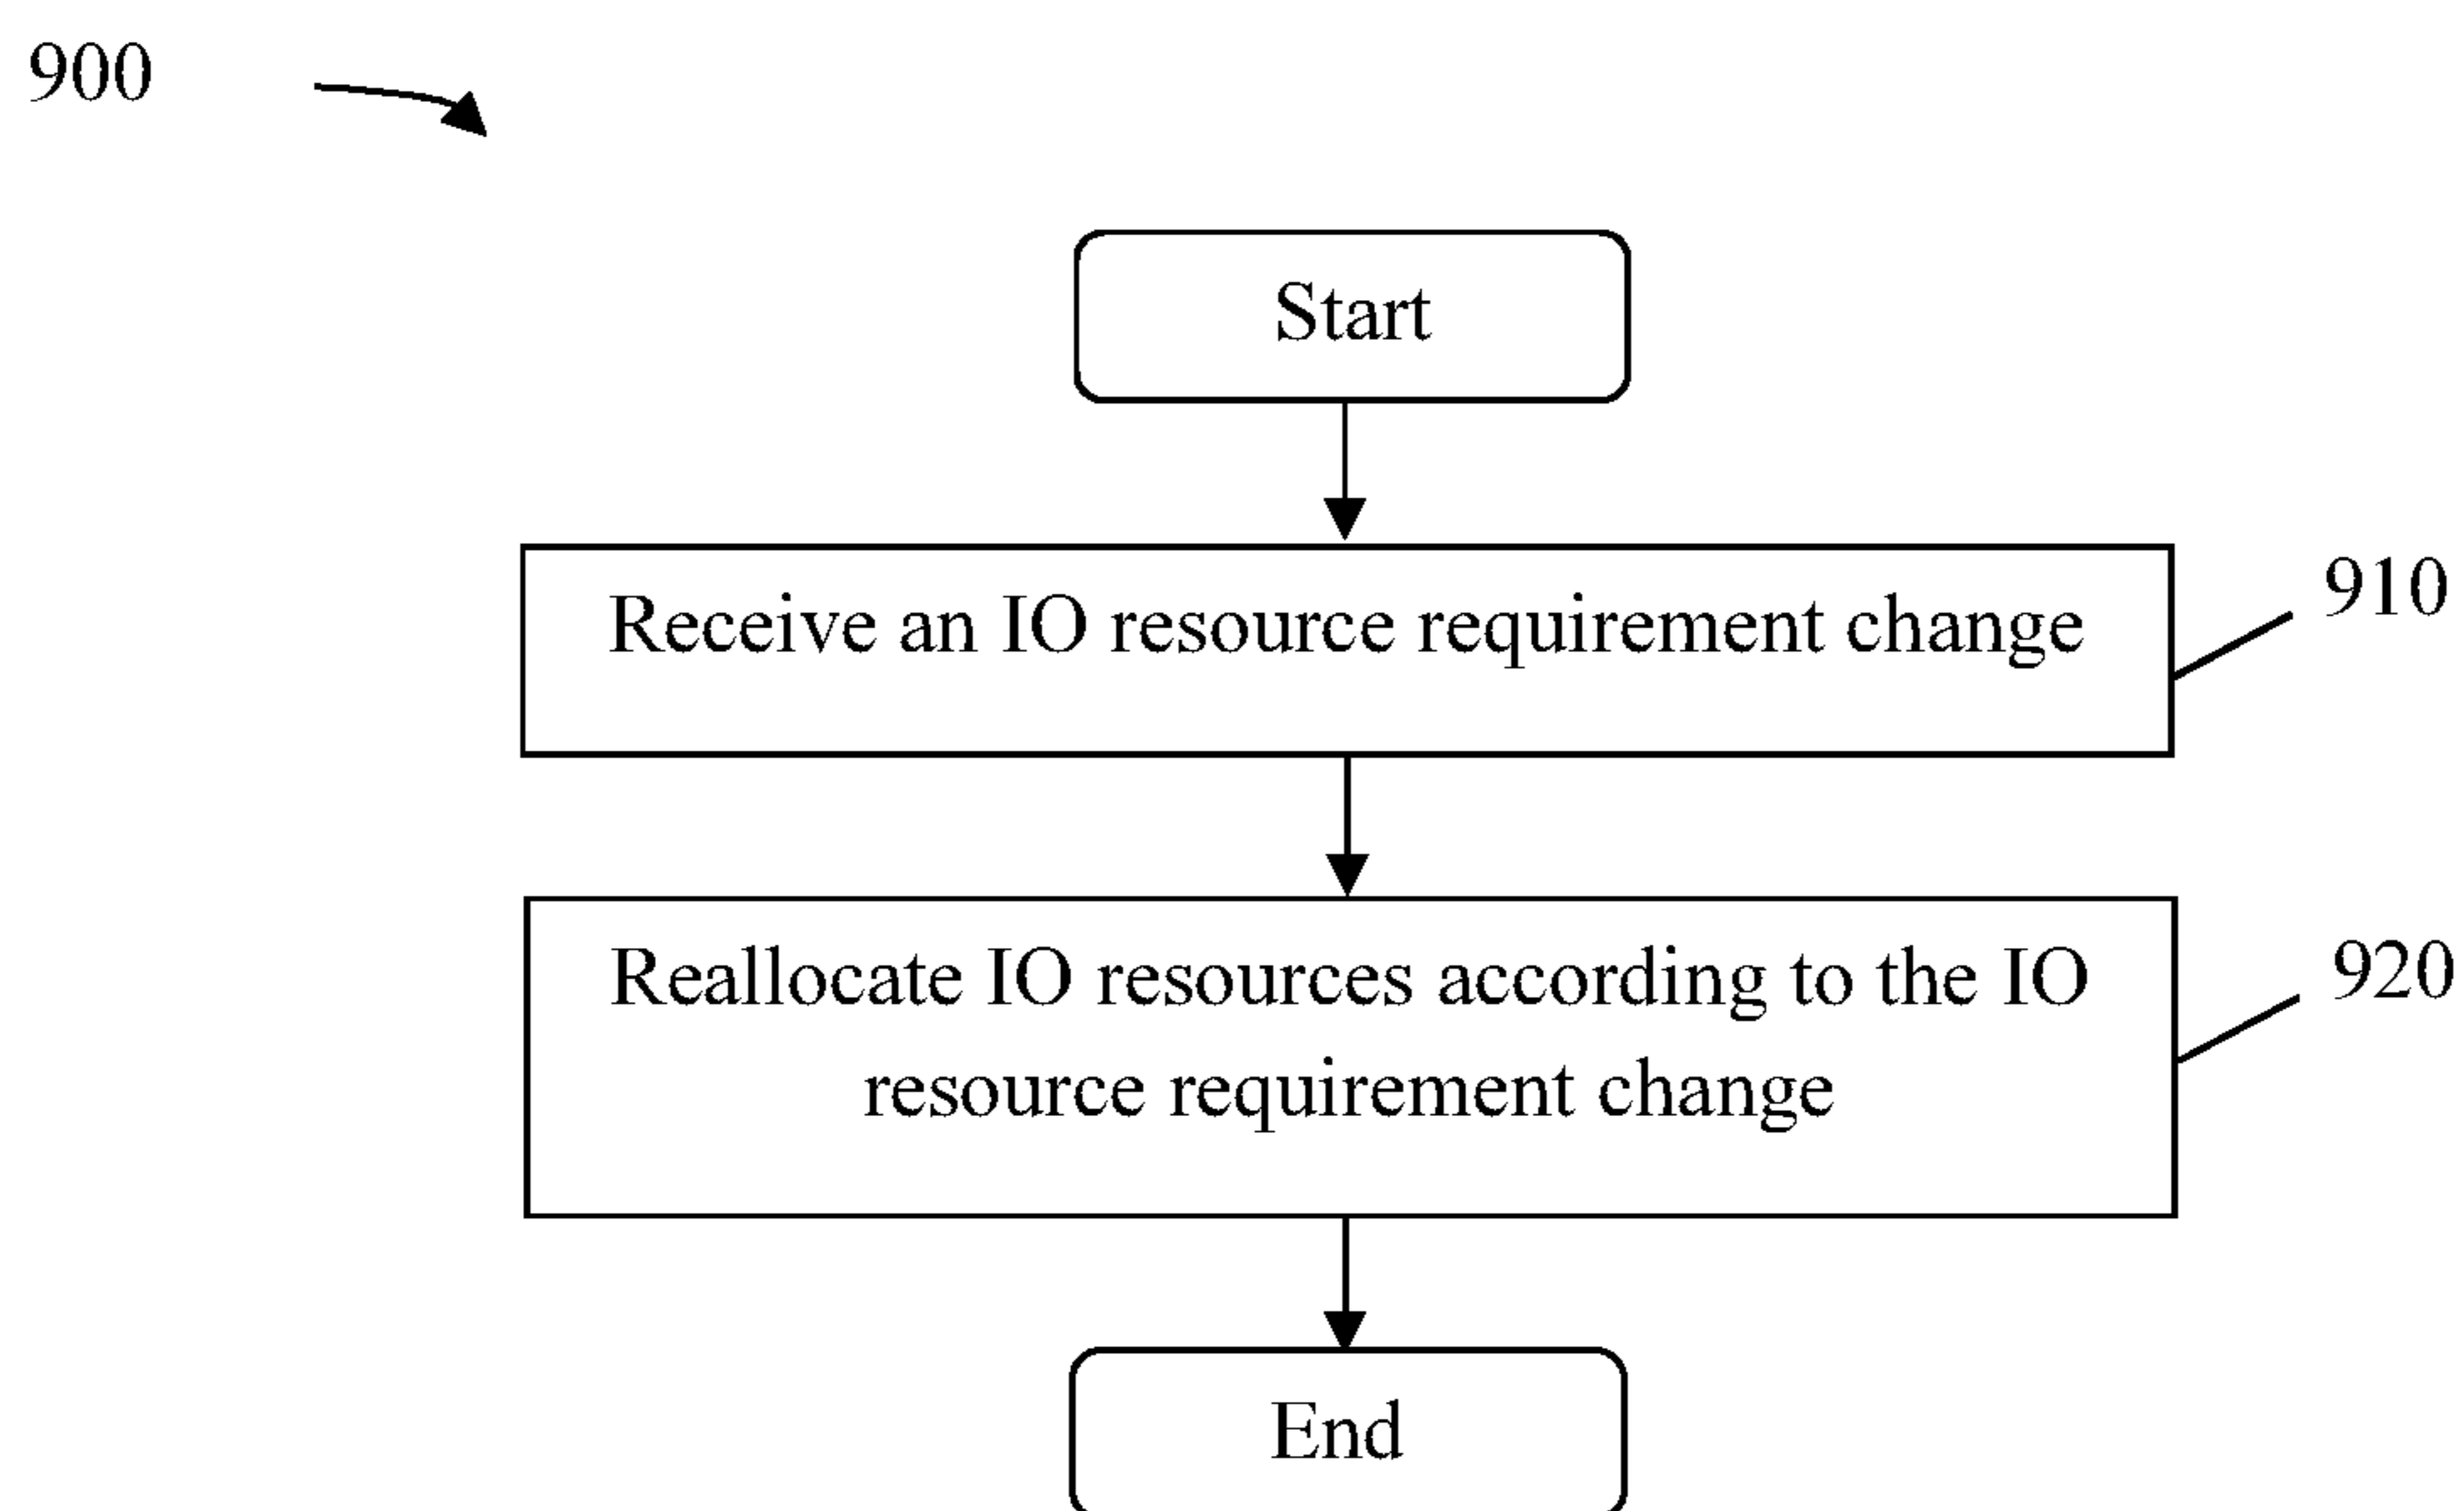 900
Start
Receive an IO resource requirement change
910
Reallocate IO resources according to the IO
resource requirement change
920
End